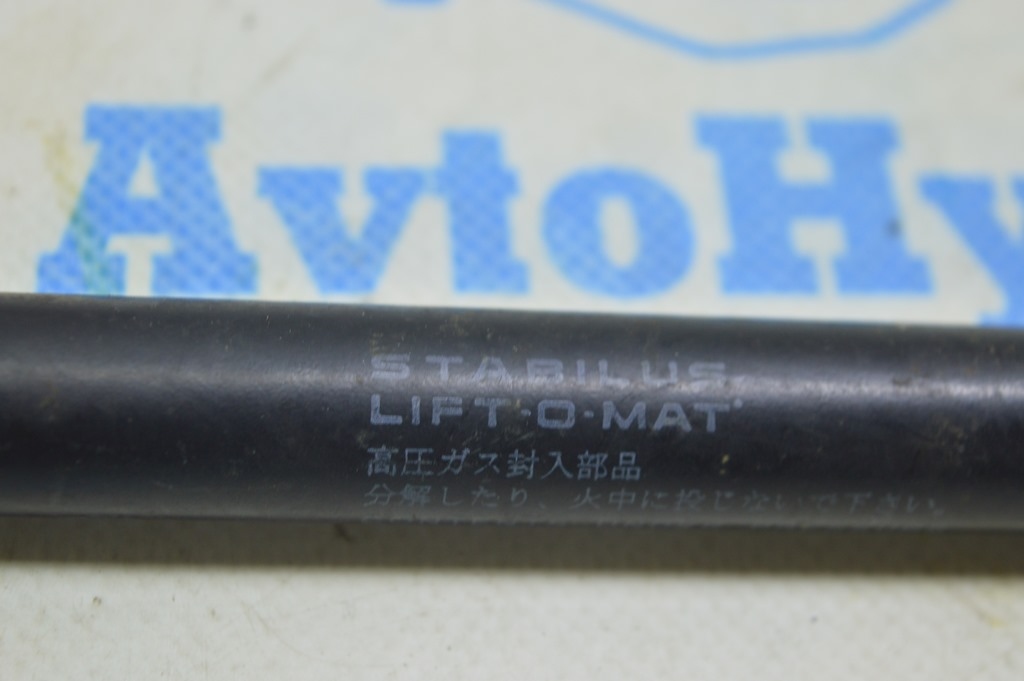 AvtoHy
STABILUS
LIFT-O-MAT
高圧ガス封入部品
分解したり、火中に投じないで下さい。